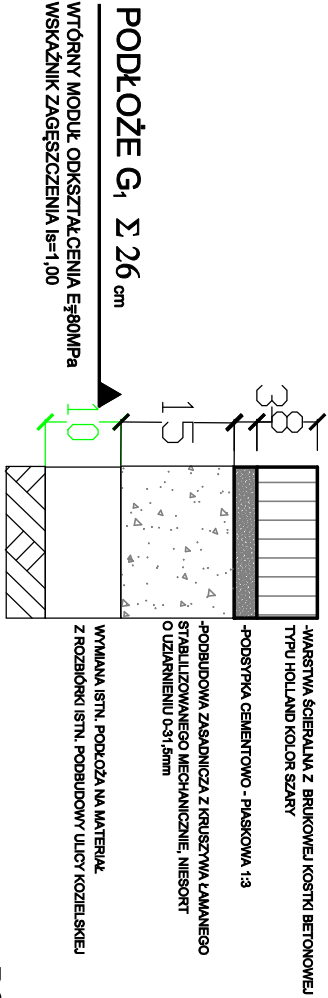 PODŁOŻE G1 Σ 26 cm
WTÓRNY MODUŁ ODKSZTAŁCENIA E2=80MPa
WSKAŹNIK ZAGĘSZCZENIA Is=1,00
8
3
15
10
-WARSTWA ŚCIERALNA Z BRUKOWEJ KOSTKI BETONOWEJ
TYPU HOLLAND KOLOR SZARY
-PODSYPKA CEMENTOWO - PIASKOWA 1:3
-PODBUDOWA ZASADNICZA Z KRUSZYWA ŁAMANEGO
STABLILIZOWANEGO MECHANICZNIE, NIESORT
O UZIARNIENIU 0-31,5mm
WYMIANA ISTN. PODŁOŻA NA MATERIAŁ
Z ROZBIÓRKI ISTN. PODBUDOWY ULICY KOZIELSKIEJ